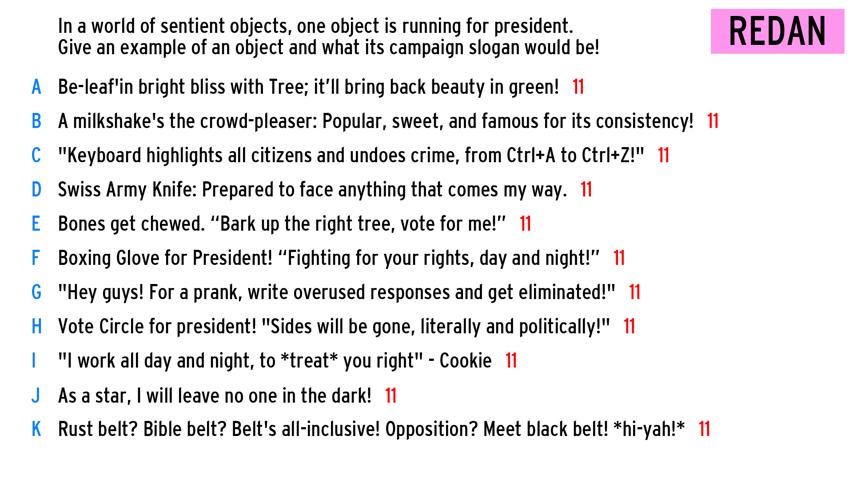 In a world of sentient objects, one object is running for president.
Give an example of an object and what its campaign slogan would be!
REDAN
A Be-leaf'in bright bliss with Tree; it’ll bring back beauty in green! 11
B A milkshake's the crowd-pleaser: Popular, sweet, and famous for its consistency! 11
C "Keyboard highlights all citizens and undoes crime, from Ctrl+A to Ctrl+Z!" 11
D Swiss Army Knife: Prepared to face anything that comes my way. 11
E Bones get chewed. “Bark up the right tree, vote for me!” 11
F Boxing Glove for President! “Fighting for your rights, day and night!” 11
G "Hey guys! For a prank, write overused responses and get eliminated!" 11
H Vote Circle for president! "Sides will be gone, literally and politically!" 11
I "I work all day and night, to *treat* you right" - Cookie 11
J As a star, I will leave no one in the dark! 11
K Rust belt? Bible belt? Belt's all-inclusive! Opposition? Meet black belt! *hi-yah!* 11